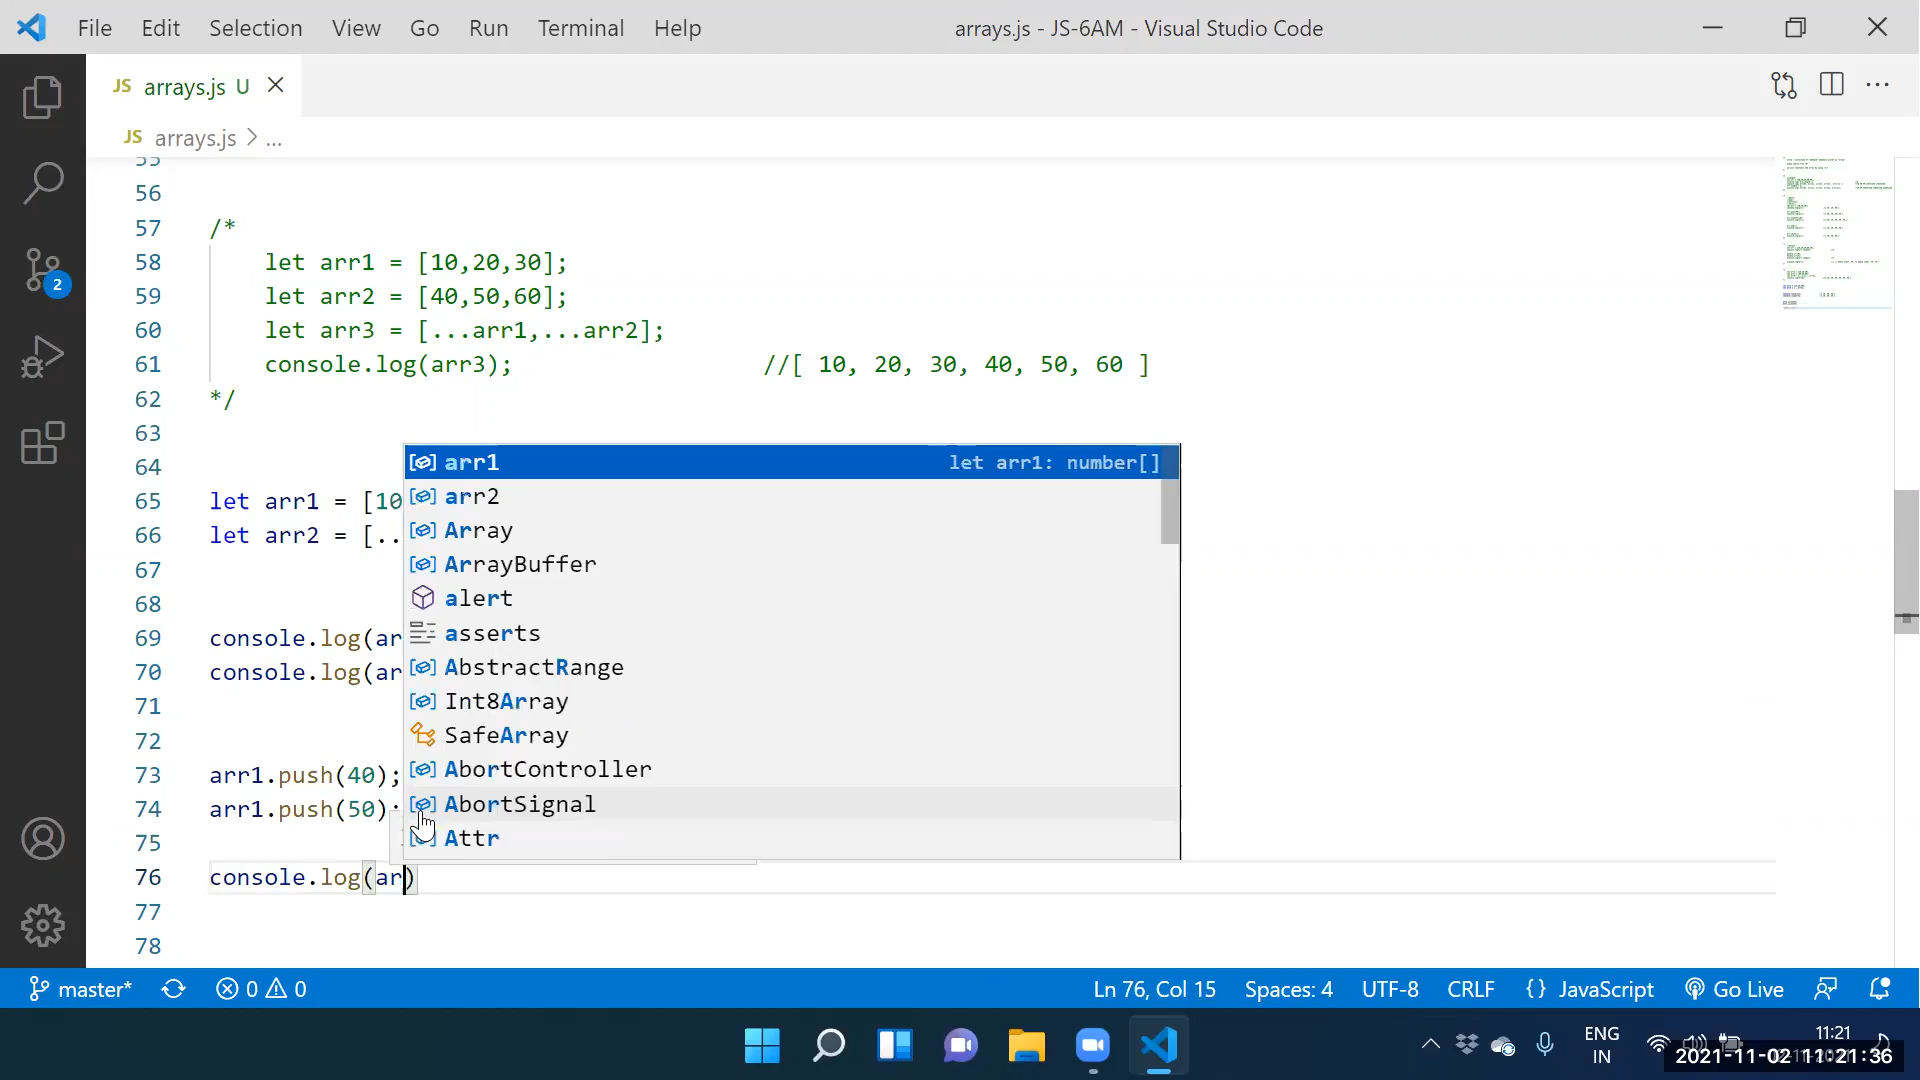 File Edit Selection View Go Run Terminal Help arrays.js - JS-6AM - Visual Studio Code
JS arrays.js U
JS arrays.js > ...
55
56
57 /*
58 let arr1 = [10,20,30];
59 let arr2 = [40,50,60];
60 let arr3 = [...arr1,...arr2];
61 console.log(arr3); //[ 10, 20, 30, 40, 50, 60 ]
62 */
63
64
65 let arr1 = [10
66 let arr2 = [..
67
68
69 console.log(ar
70 console.log(ar
71
72
73 arr1.push(40);
74 arr1.push(50);
75
76 console.log(ar)
77
78
arr1 let arr1: number[]
arr2
Array
ArrayBuffer
alert
asserts
AbstractRange
Int8Array
SafeArray
AbortController
AbortSignal
Attr
2
master* 0 0 Ln 76, Col 15 Spaces: 4 UTF-8 CRLF {} JavaScript Go Live
ENG
IN
11:21
2021-11-02 11:21:36